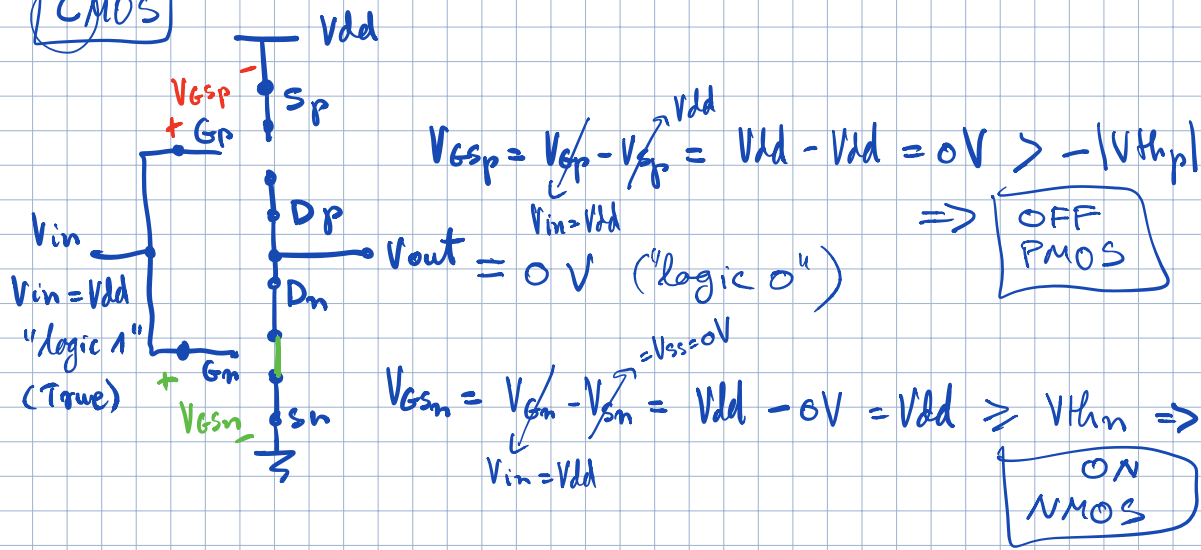 CMOS
Vdd
VGSp -
+ Gp
Sp
VGSp = VGp - VSp = Vdd - Vdd = 0V > -|Vthp|
Vdd
Vin=Vdd
=> OFF
PMOS
Dp
Vin
Vout = 0V ("logic 0")
Vin = Vdd
"logic 1"
(True)
Dn
Gn
+
VGSn -
Sn
=Vss=0V
VGSn = VGn - VSn = Vdd - 0V = Vdd ≥ Vthn =>
Vin=Vdd
ON
NMOS